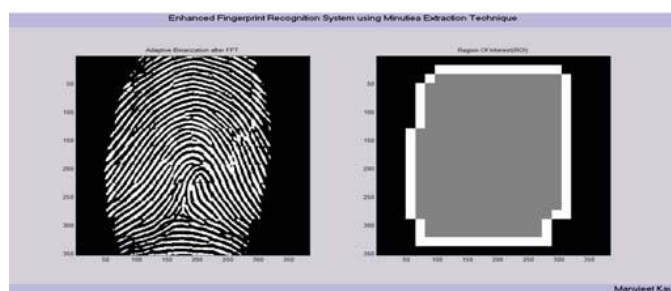 Enhanced Fingerprint Recognition System using Minutiea Extraction Technique
Adaptive Binarization after FFT
Region Of Interest(ROI)
50
100
150
200
250
300
350
50 100 150 200 250 300 350
50
100
150
200
250
300
350
50 100 150 200 250 300 350
Manvjeet Kau